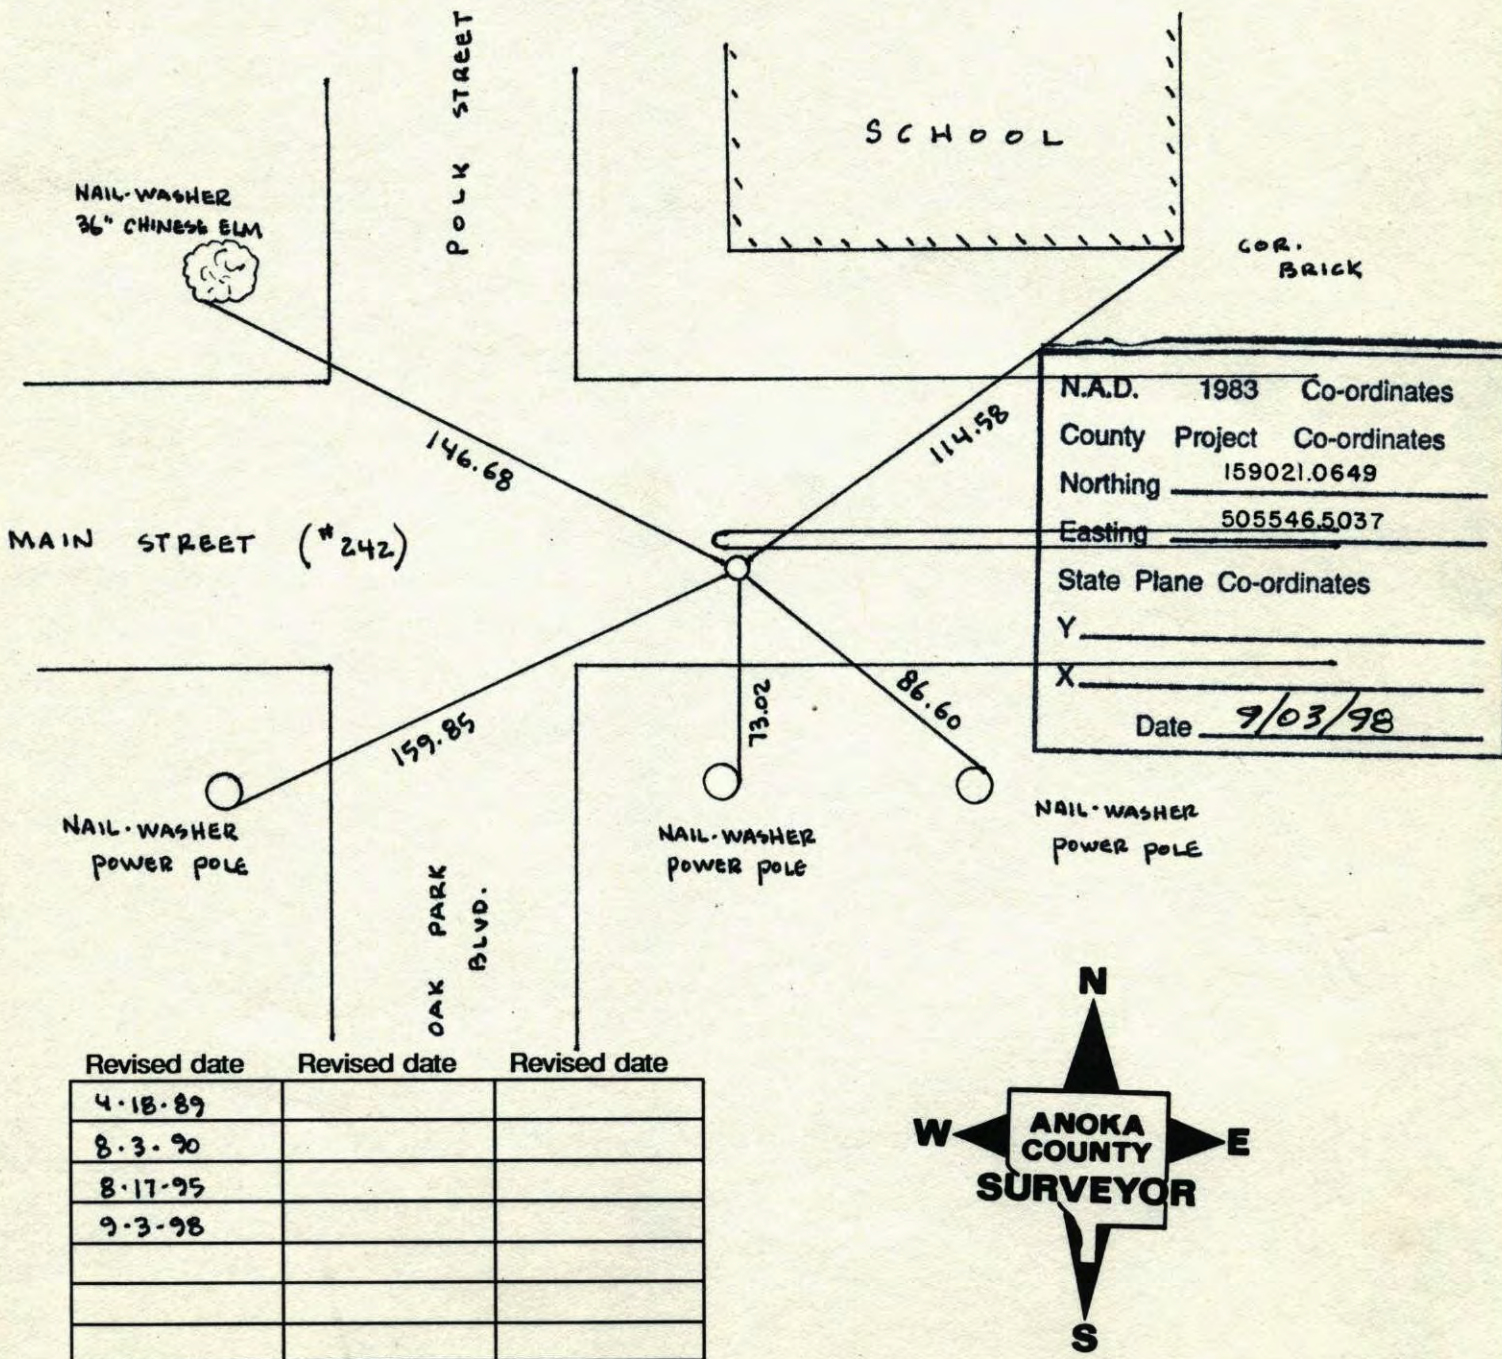 POLK STREET
SCHOOL
NAIL-WASHER
36" CHINESE ELM
COR.
BRICK
146.68
114.58
N.A.D. 1983 Co-ordinates
County Project Co-ordinates
Northing 159021.0649
Easting 505546.5037
State Plane Co-ordinates
Y
X
Date 9/03/98
MAIN STREET (#242)
159.85
73.02
86.60
NAIL-WASHER
POWER POLE
NAIL-WASHER
POWER POLE
NAIL-WASHER
POWER POLE
OAK PARK
BLVD.
Revised date Revised date Revised date
4-18-89
8-3-90
8-17-95
9-3-98
N
W
E
S
ANOKA
COUNTY
SURVEYOR